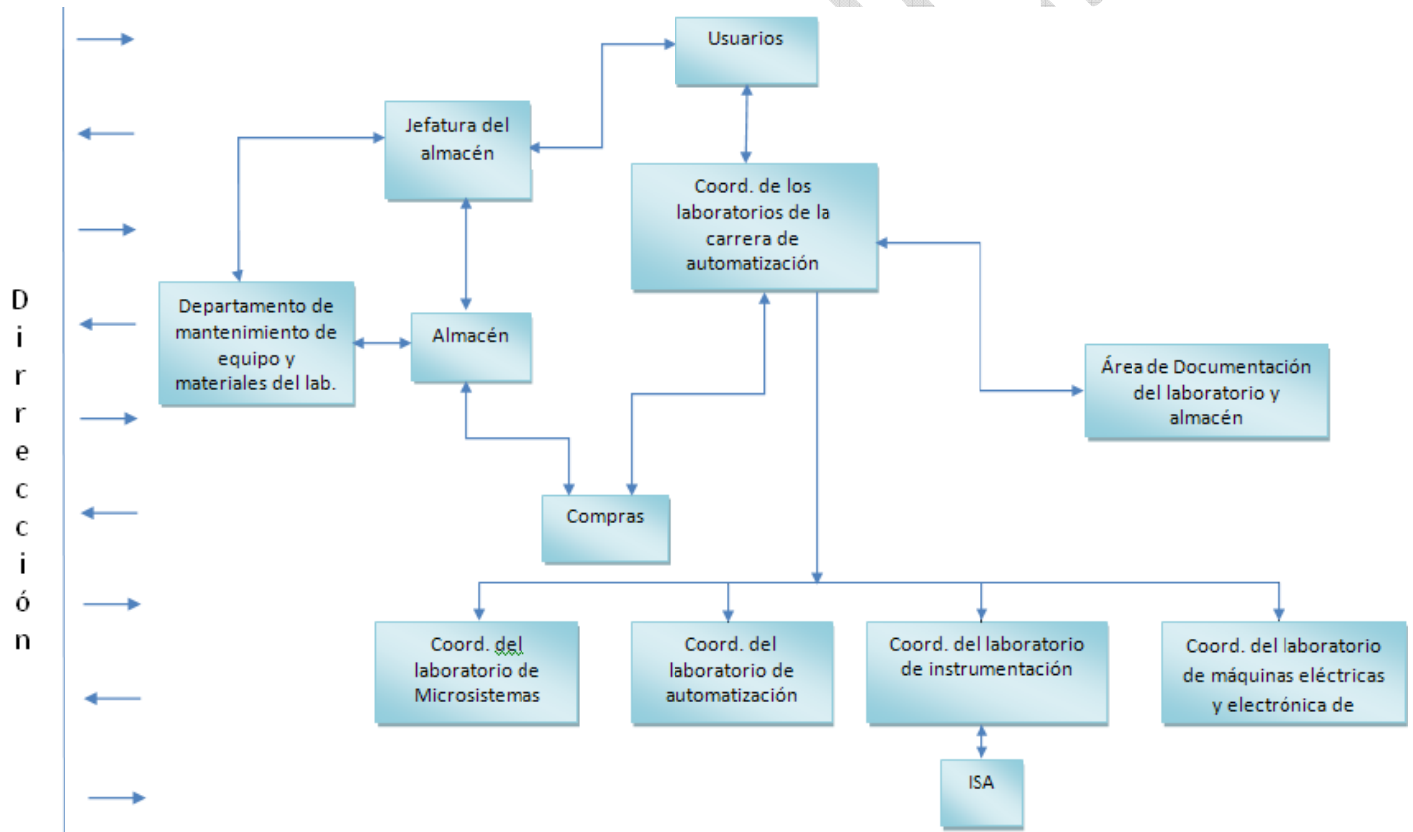 Dirrección
Usuarios
Jefatura del
almacén
Coord. de los
laboratorios de la
carrera de
automatización
Departamento de
mantenimiento de
equipo y
materiales del lab.
Almacén
Área de Documentación
del laboratorio y
almacén
Compras
Coord. del
laboratorio de
Microsistemas
Coord. del
laboratorio de
automatización
Coord. del laboratorio
de instrumentación
Coord. del laboratorio
de máquinas eléctricas
y electrónica de
ISA